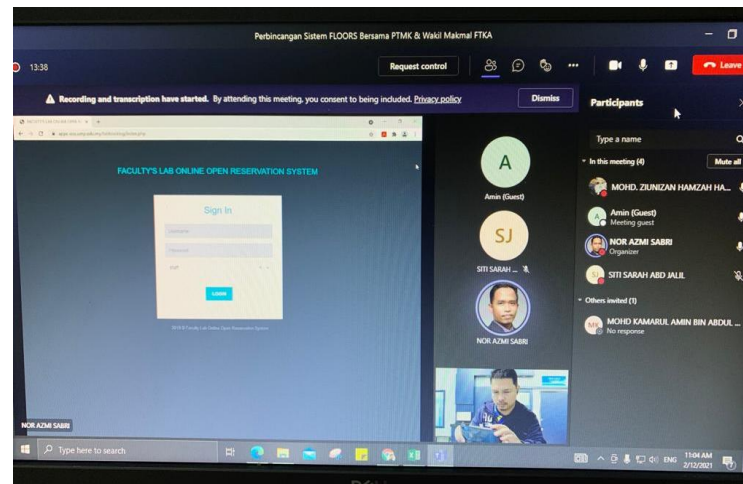 Perbincangan Sistem FLOORS Bersama PTMK & Wakil Makmal FTKA
13:38
Request control
Leave
Recording and transcription have started. By attending this meeting, you consent to being included. Privacy policy
Dismiss
Participants
Type a name
In this meeting (4)
Mute all
MOHD. ZIUNIZAN HAMZAH HA...
Amin (Guest)
Meeting guest
NOR AZMI SABRI
Organizer
SITI SARAH ABD JALIL
Others invited (1)
MOHD KAMARUL AMIN BIN ABDUL ...
No response
FACULTY'S LAB ONLINE OPEN RESERVATION SYSTEM
Sign In
Username
Password
Staff
LOGIN
A
Amin (Guest)
SJ
SITI SARAH ...
NOR AZMI SABRI
NOR AZMI SABRI
Type here to search
ENG
11:04 AM
2/12/2021